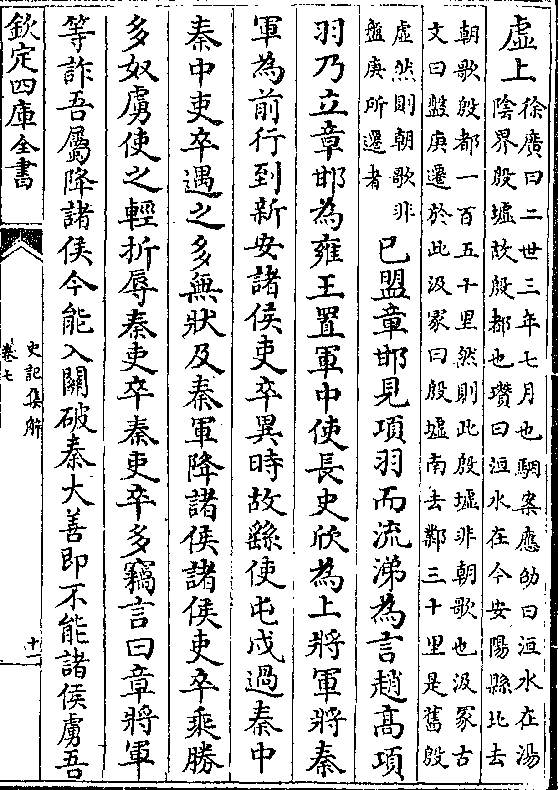 虚上
徐廣曰二世三年七月也駰案應劭曰洹水在湯
陰界殷墟故殷都也瓚曰洹水在今安陽縣北去
朝歌殷都一百五十里然則此殷墟非朝歌也汲冢古
文曰盤庚遷於此汲冢曰殷墟南去鄴三十里是舊殷
虚然則朝歌非
盤庚所遷者
已盟章邯見項羽而流涕為言趙髙項
羽乃立章邯為雍王置軍中使長史欣為上將軍將秦
軍為前行到新安諸侯吏卒異時故繇使屯戍過秦中
秦中吏卒遇之多無狀及秦軍降諸侯諸侯吏卒乘勝
多奴虜使之輕折辱秦吏卒秦吏卒多竊言曰章將軍
等詐吾屬降諸侯今能入關破秦大善即不能諸侯虜吾
欽定四庫全書
史記集解
卷七
十一